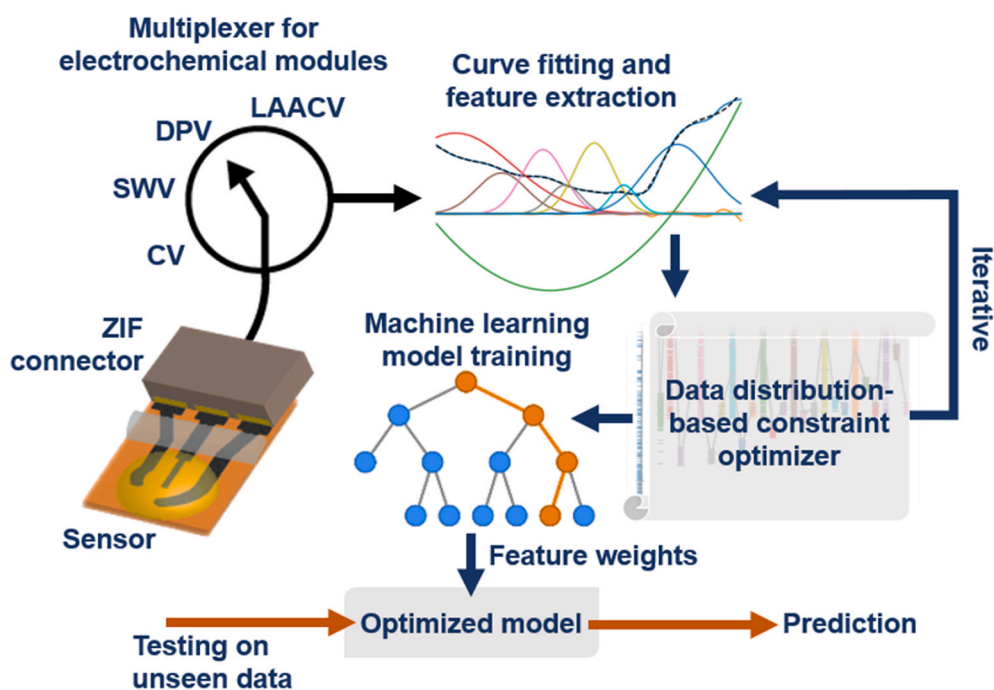 Multiplexer for
electrochemical modules
LAACV
DPV
SWV
CV
ZIF
connector
Sensor
Curve fitting and
feature extraction
Iterative
Data distribution-
based constraint
optimizer
Machine learning
model training
Feature weights
Testing on
unseen data
Optimized model
Prediction